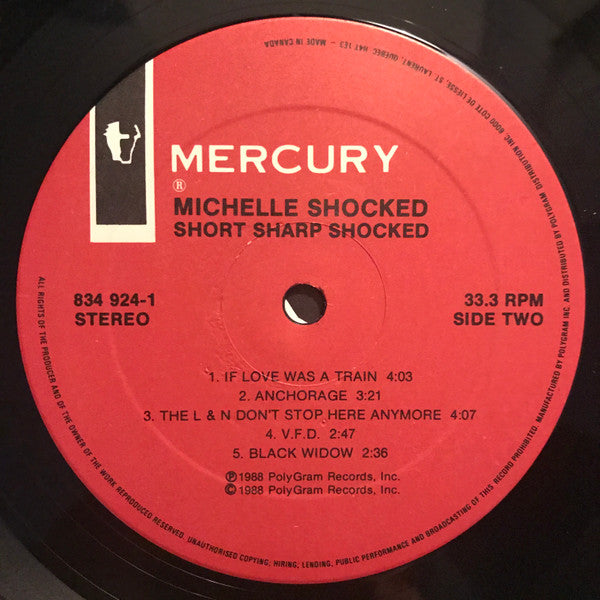 MERCURY
®
MICHELLE SHOCKED
SHORT SHARP SHOCKED
834 924-1
STEREO
33.3 RPM
SIDE TWO
1. IF LOVE WAS A TRAIN 4:03
2. ANCHORAGE 3:21
3. THE L & N DON'T STOP HERE ANYMORE 4:07
4. V.F.D. 2:47
5. BLACK WIDOW 2:36
℗1988 PolyGram Records, Inc.
©1988 PolyGram Records, Inc.
ALL RIGHTS OF THE PRODUCER AND OF THE OWNER OF THE WORK REPRODUCED RESERVED. UNAUTHORISED COPYING, HIRING, LENDING, PUBLIC PERFORMANCE AND BROADCASTING OF THIS RECORD PROHIBITED. MANUFACTURED BY POLYGRAM INC. AND DISTRIBUTED BY POLYGRAM DISTRIBUTION INC. 6000 COTE DE LIESSE, ST. LAURENT, QUEBEC H4T 1E3 – MADE IN CANADA